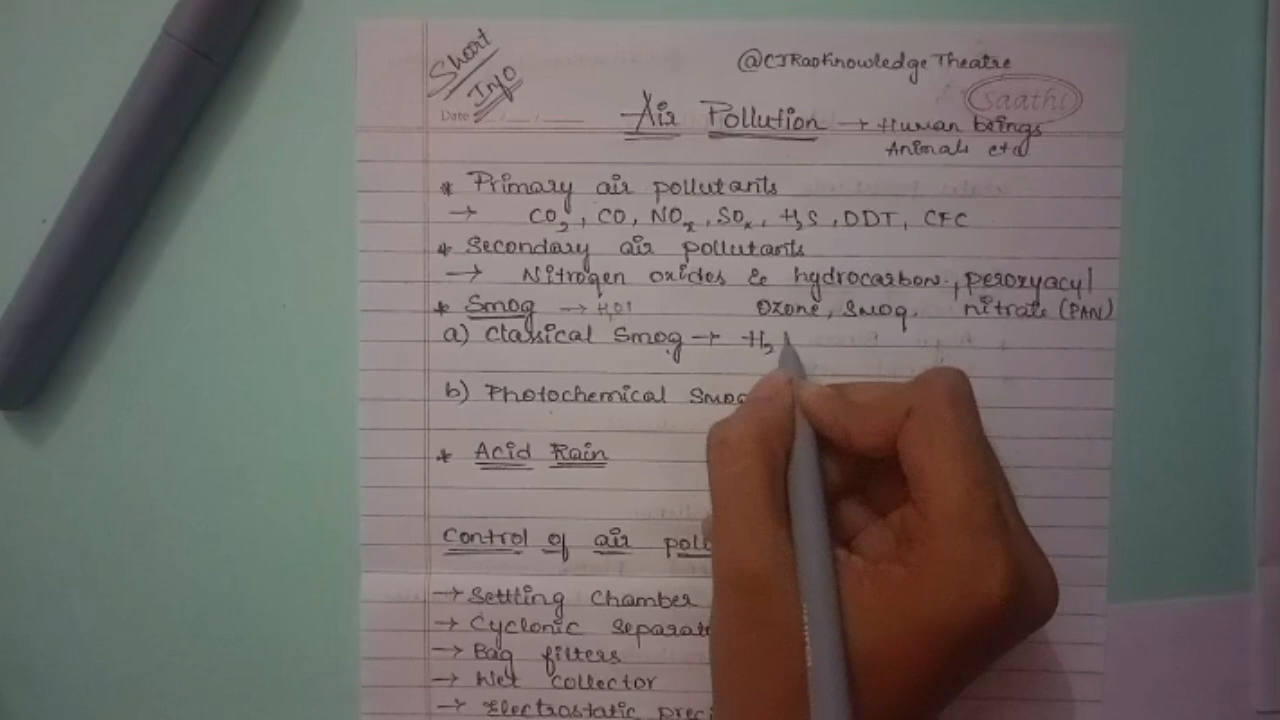 Short
Info
@CJRaoKnowledge Theatre
saathi
Date
Air Pollution → Human beings
Animals etc
* Primary air pollutants
→ CO₂, CO, NOₓ, SOₓ, H₂S, DDT, CFC
* Secondary air pollutants
→ Nitrogen oxides & hydrocarbon, peroxyacyl
* Smog → Ozone, Smog. nitrate (PAN)
a) Classical Smog → H₂
b) Photochemical Smog
* Acid Rain
Control of air poll
→ Settling chamber
→ Cyclonic separat
→ Bag filters
→ Wet collector
→ Electrostatic preci